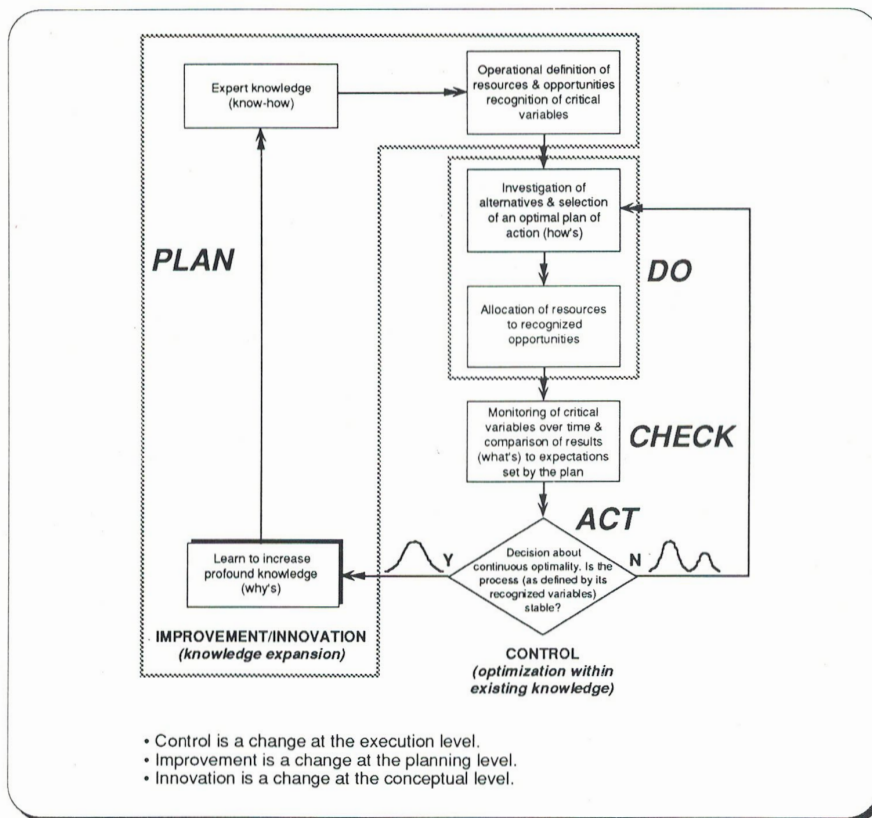 Expert knowledge
(know-how)
Operational definition of
resources & opportunities
recognition of critical
variables
PLAN
Investigation of
alternatives & selection
of an optimal plan of
action (how's)
DO
Allocation of resources
to recognized
opportunities
Monitoring of critical
variables over time &
comparison of results
(what's) to expectations
set by the plan
CHECK
ACT
Decision about
continuous optimality. Is the
process (as defined by its
recognized variables)
stable?
Y
N
Learn to increase
profound knowledge
(why's)
IMPROVEMENT/INNOVATION
(knowledge expansion)
CONTROL
(optimization within
existing knowledge)
• Control is a change at the execution level.
• Improvement is a change at the planning level.
• Innovation is a change at the conceptual level.